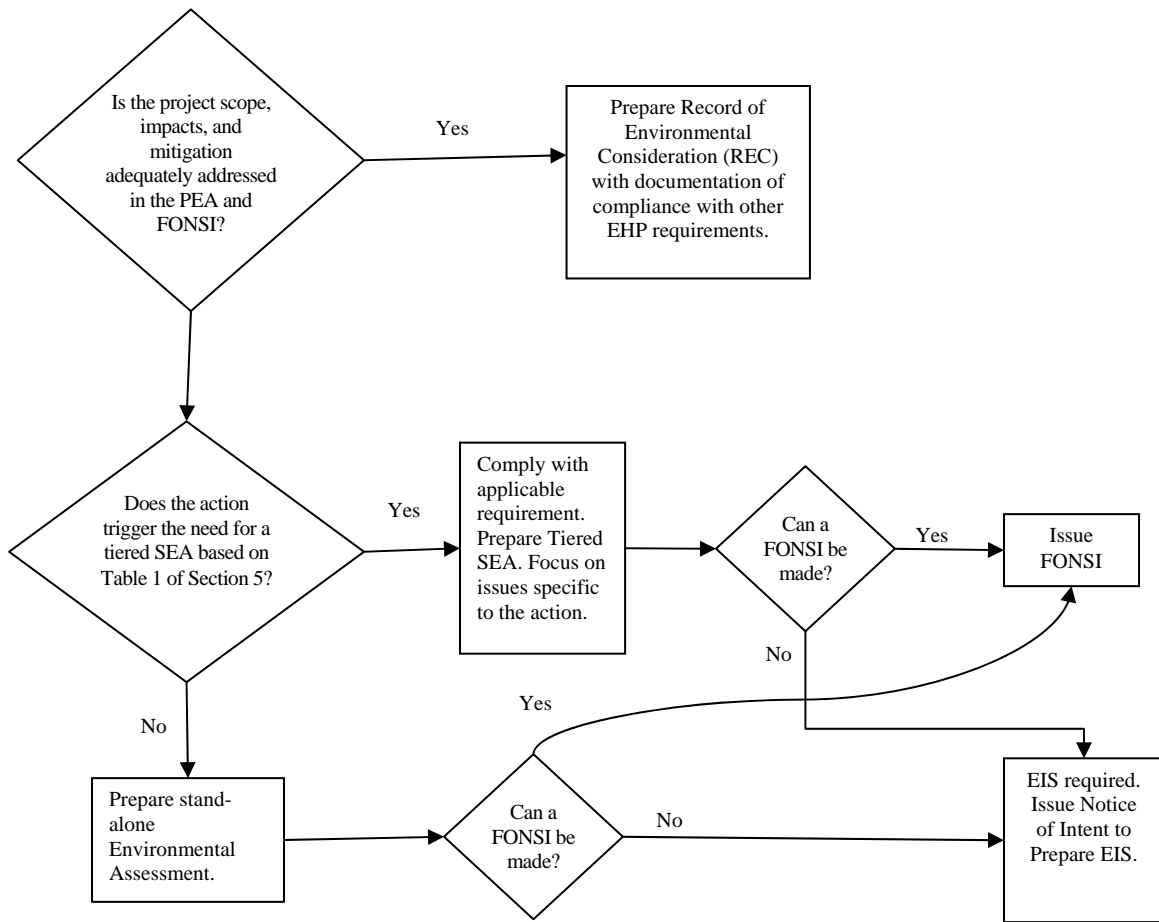 Is the project scope,
impacts, and
mitigation
adequately addressed
in the PEA and
FONSI?
Yes
Prepare Record of
Environmental
Consideration (REC)
with documentation of
compliance with other
EHP requirements.
Does the action
trigger the need for a
tiered SEA based on
Table 1 of Section 5?
Yes
Comply with
applicable
requirement.
Prepare Tiered
SEA. Focus on
issues specific
to the action.
Can a
FONSI be
made?
Yes
Issue
FONSI
No
No
Yes
Prepare stand-
alone
Environmental
Assessment.
Can a
FONSI be
made?
No
EIS required.
Issue Notice
of Intent to
Prepare EIS.